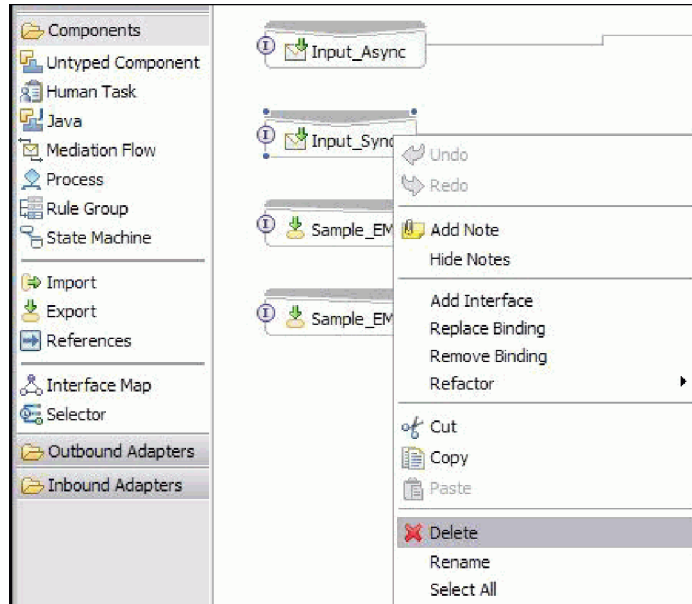 Components
Untyped Component
Human Task
Java
Mediation Flow
Process
Rule Group
State Machine
Import
Export
References
Interface Map
Selector
Outbound Adapters
Inbound Adapters
I Input_Async
I Input_Sync
I Sample_EM
I Sample_EM
Undo
Redo
Add Note
Hide Notes
Add Interface
Replace Binding
Remove Binding
Refactor
Cut
Copy
Paste
Delete
Rename
Select All